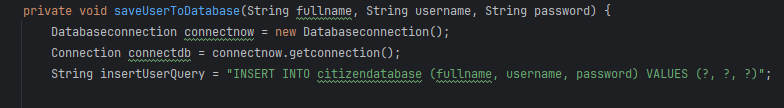 private void saveUserToDatabase(String fullname, String username, String password) {
Databaseconnection connectnow = new Databaseconnection();
Connection connectdb = connectnow.getconnection();
String insertUserQuery = "INSERT INTO citizendatabase (fullname, username, password) VALUES (?, ?, ?)";